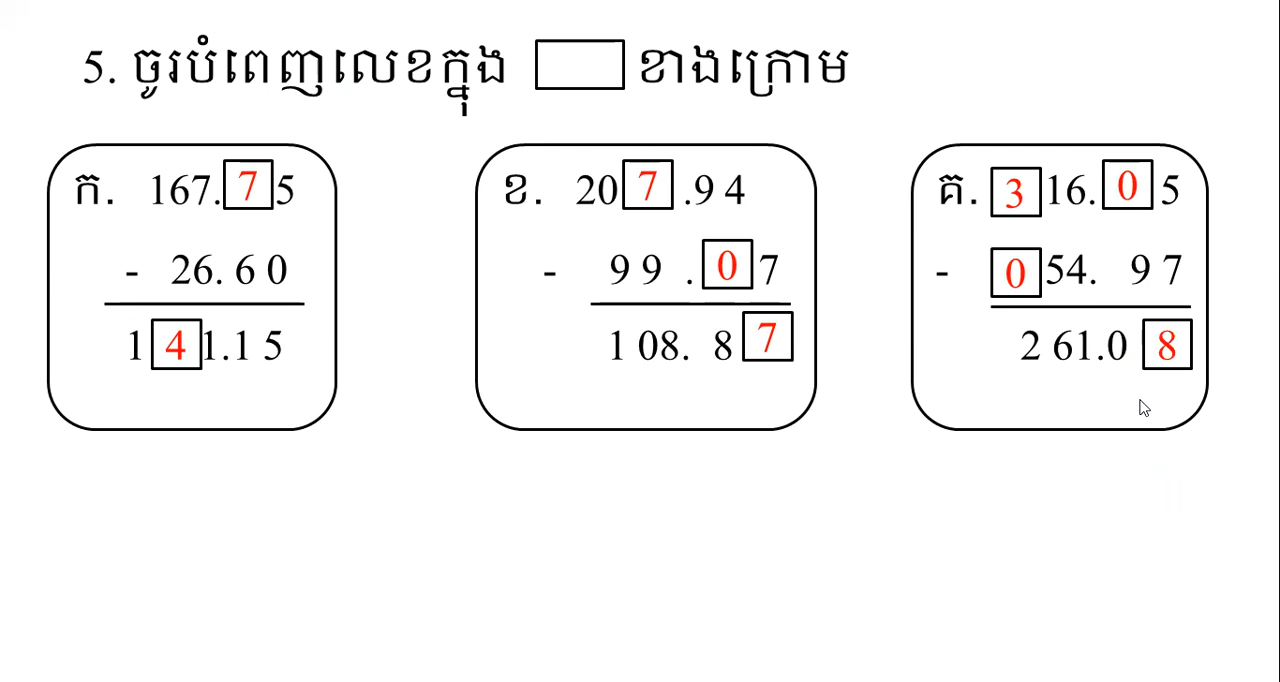 5. ចូរបំពេញលេខក្នុង ខាងក្រោម
ក. 167.75
- 26.60
141.15
ខ. 207.94
- 99.07
108.87
គ. 316.05
- 054.97
261.08